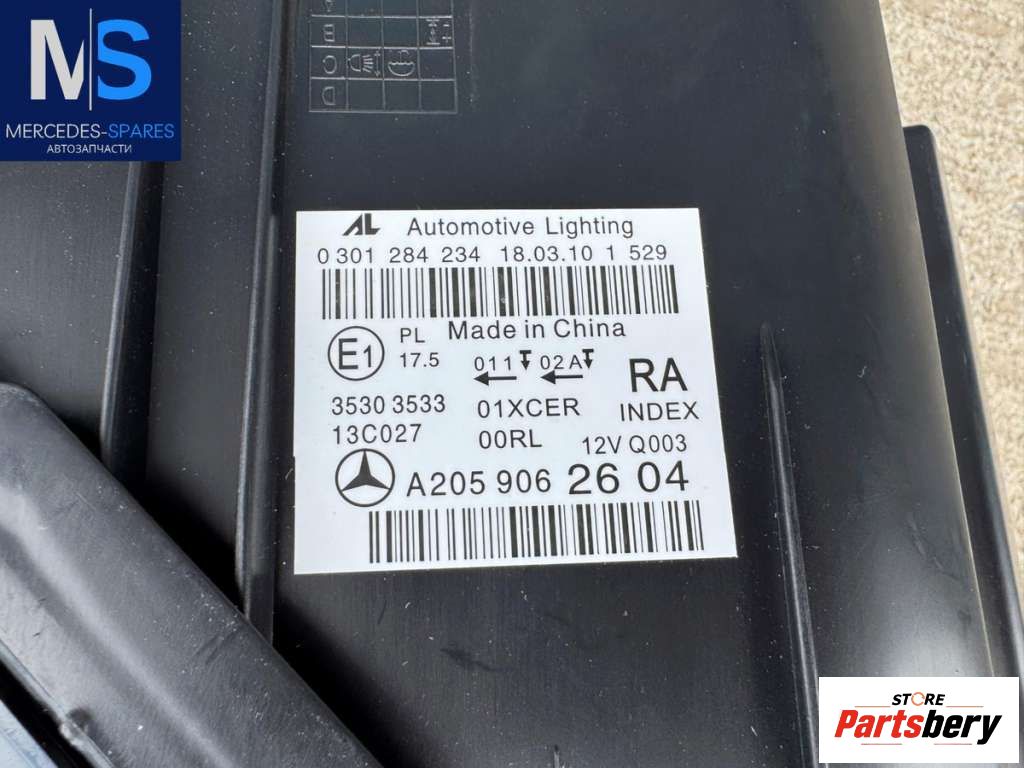 MS
MERCEDES-SPARES
АВТОЗАПЧАСТИ
B
C
D
AL Automotive Lighting
0 301 284 234 18.03.10 1 529
Made in China
E1
PL
17.5
011 02A
RA
INDEX
3530 3533
01XCER
13C027
00RL
12V Q003
A205 906 2604
STORE
Partsbery